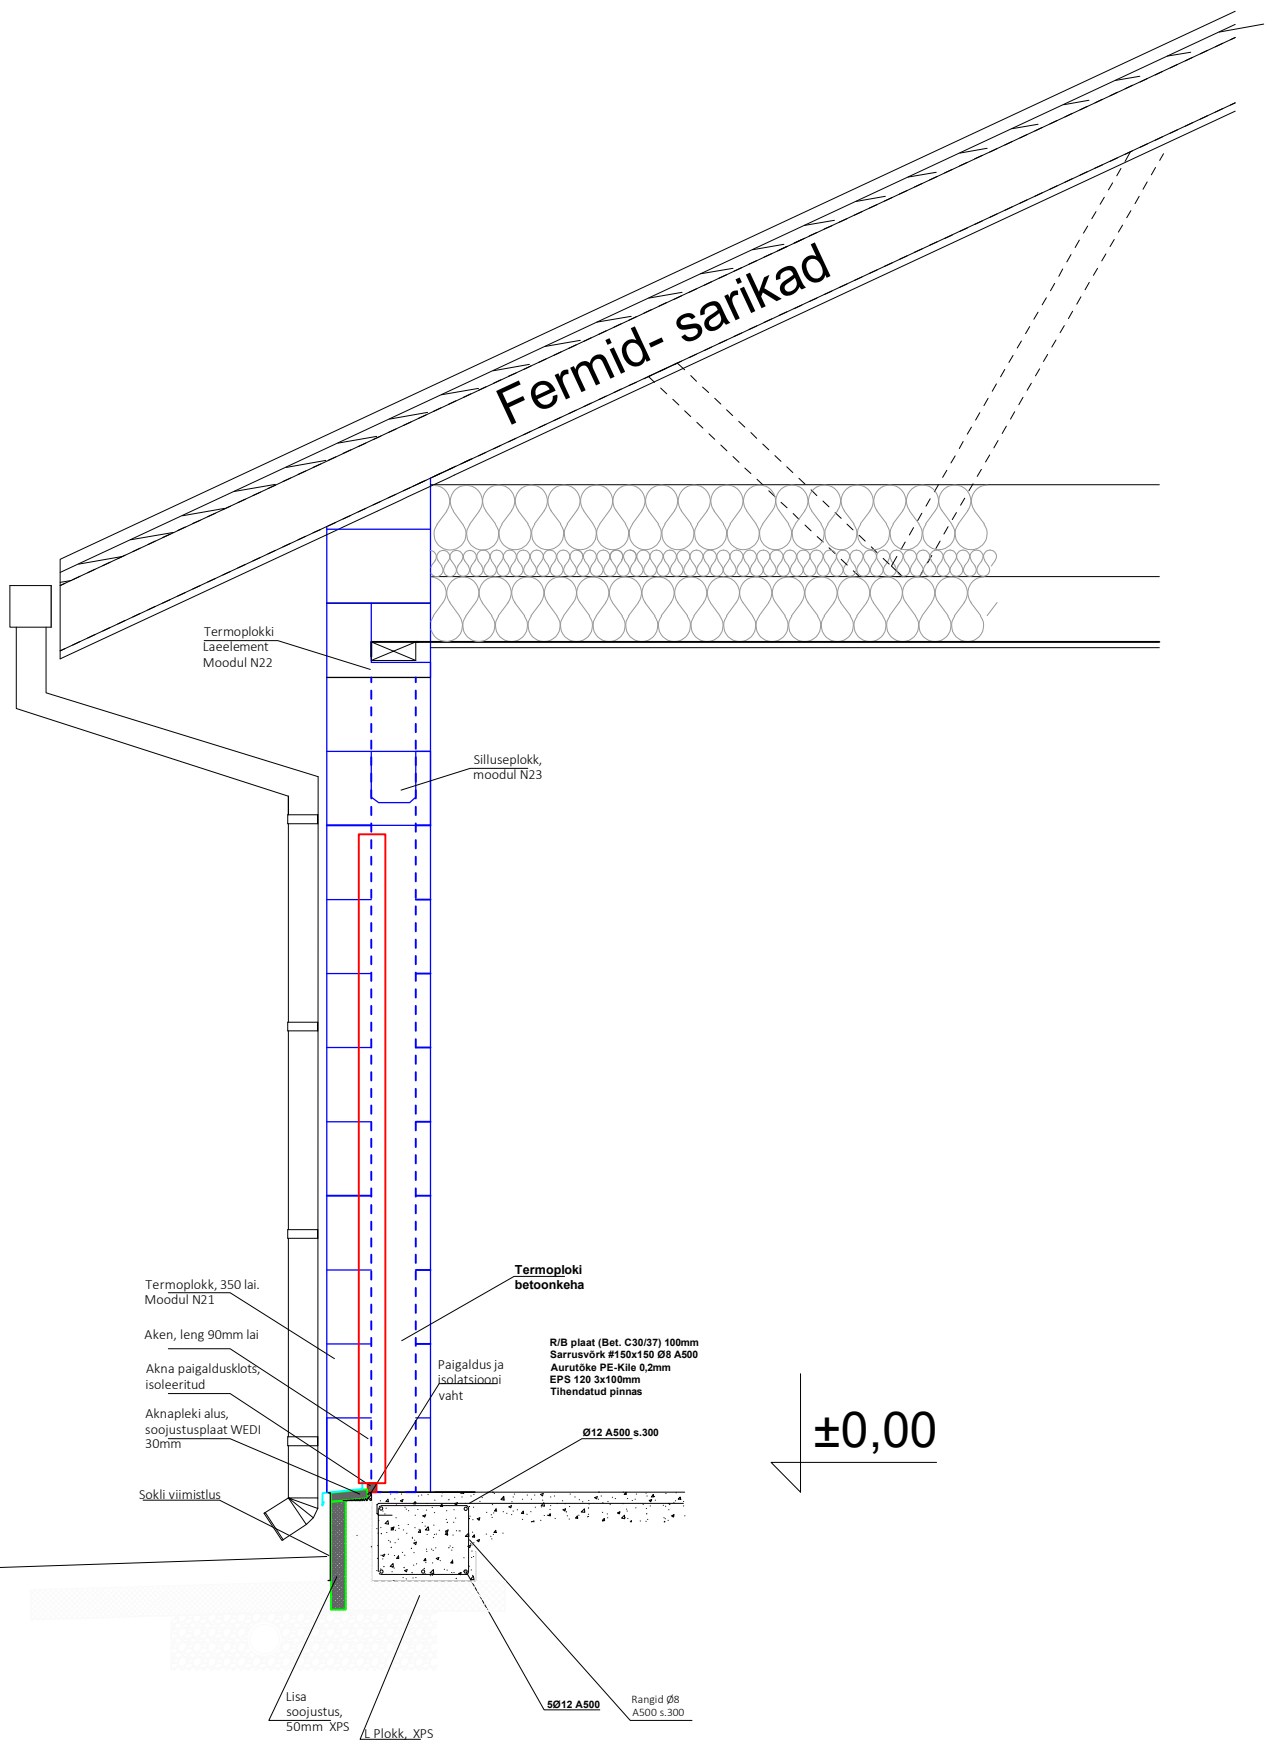 Fermid- sarikad
Termoplokki
Laeelement
Moodul N22
Silluseplokk,
moodul N23
Termoploki
betoonkeha
Termoplokk, 350 lai.
Moodul N21
Aken, leng 90mm lai
Akna paigaldusklots,
isoleeritud
Aknapleki alus,
soojustusplaat WEDI
30mm
Sokli viimistlus
Paigaldus ja
isolatsiooni
vaht
R/B plaat (Bet. C30/37) 100mm
Sarrusvõrk #150x150 Ø8 A500
Aurutõke PE-Kile 0,2mm
EPS 120 3x100mm
Tihendatud pinnas
Ø12 A500 s.300
±0,00
Lisa
soojustus,
50mm XPS
L Plokk, XPS
5Ø12 A500
Rangid Ø8
A500 s.300